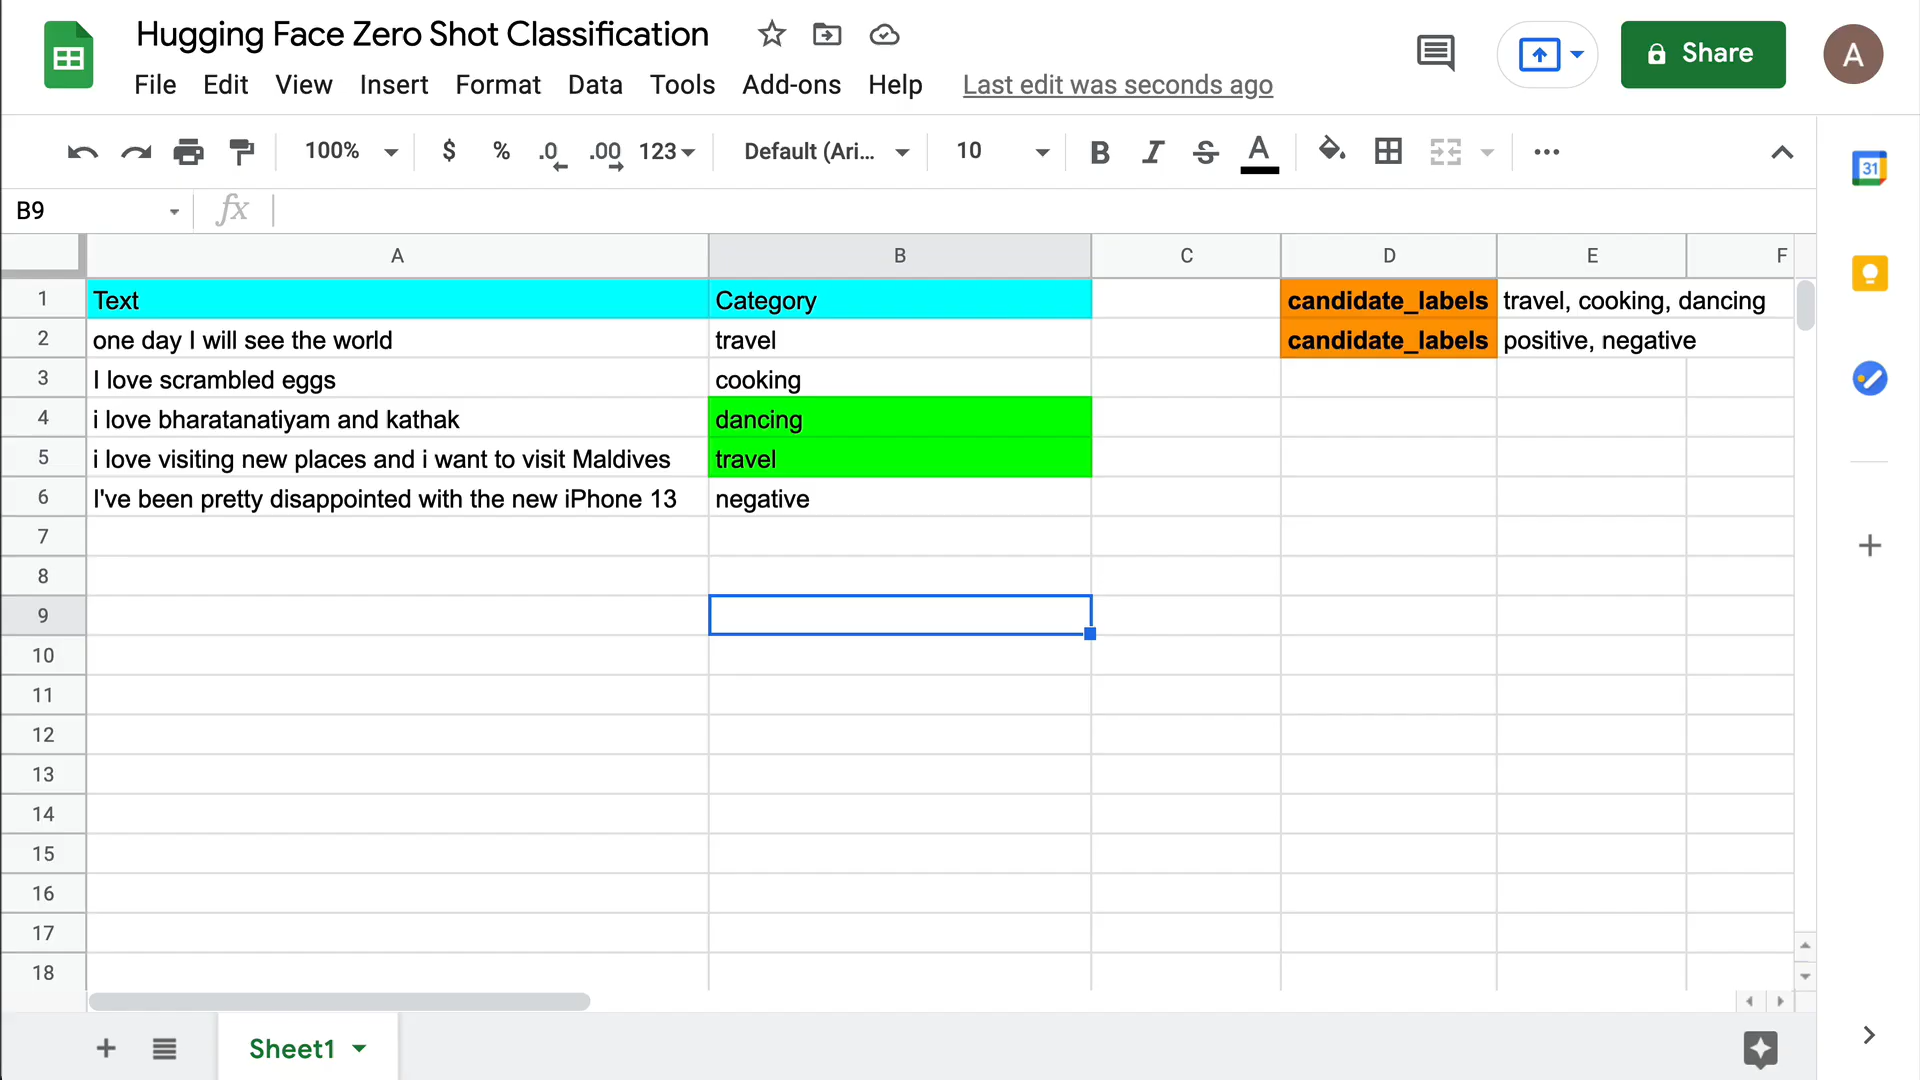 Hugging Face Zero Shot Classification
File Edit View Insert Format Data Tools Add-ons Help Last edit was seconds ago
Share
A
100% $ % .0 .00 123 Default (Ari... 10 B I S A
31
B9 fx
A B C D E F
1 Text Category candidate_labels travel, cooking, dancing
2 one day I will see the world travel candidate_labels positive, negative
3 I love scrambled eggs cooking
4 i love bharatanatiyam and kathak dancing
5 i love visiting new places and i want to visit Maldives travel
6 I've been pretty disappointed with the new iPhone 13 negative
7
8
9
10
11
12
13
14
15
16
17
18
Sheet1